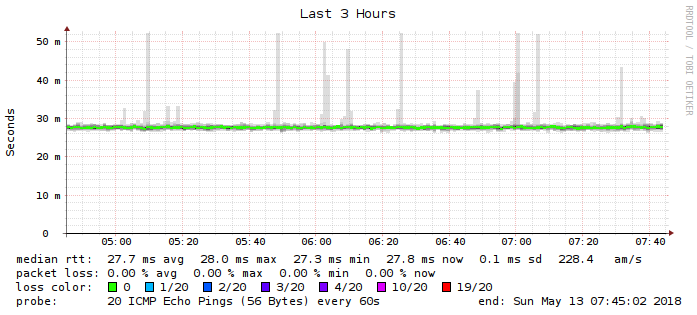 Last 3 Hours
RRDTOOL / TOBI OETIKER
Seconds
50 m
40 m
30 m
20 m
10 m
0
05:00 05:20 05:40 06:00 06:20 06:40 07:00 07:20 07:40
median rtt: 27.7 ms avg 28.0 ms max 27.3 ms min 27.8 ms now 0.1 ms sd 228.4 am/s
packet loss: 0.00 % avg 0.00 % max 0.00 % min 0.00 % now
loss color: 0 1/20 2/20 3/20 4/20 10/20 19/20
probe: 20 ICMP Echo Pings (56 Bytes) every 60s end: Sun May 13 07:45:02 2018